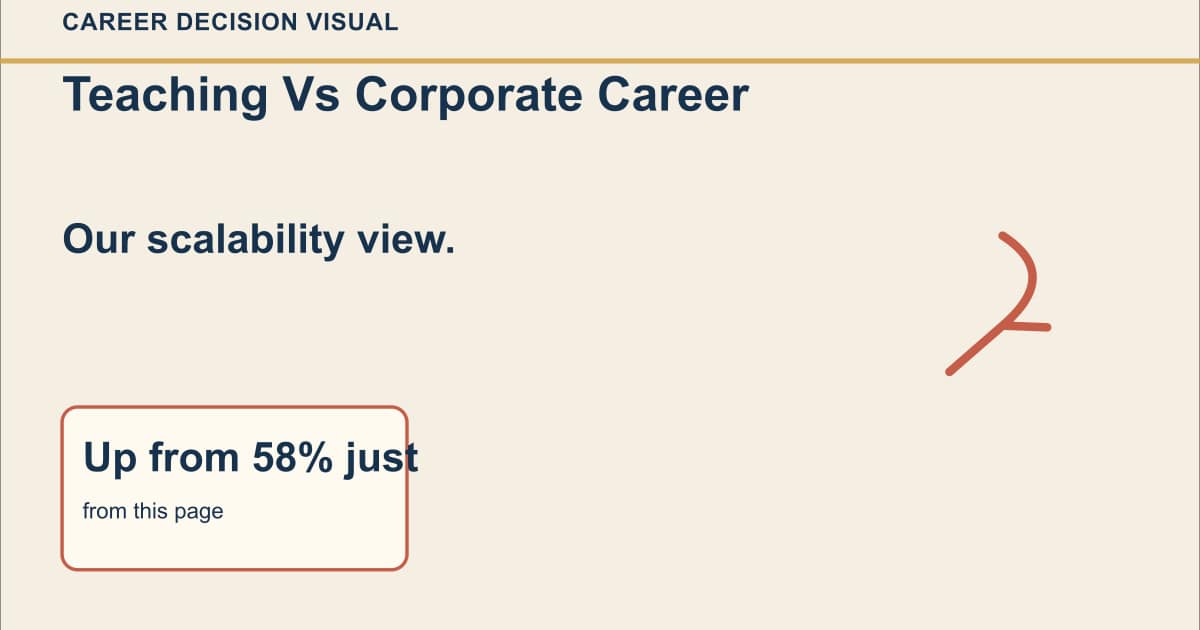 CAREER DECISION VISUAL
Teaching Vs Corporate Career
Our scalability view.
Up from 58% just
from this page